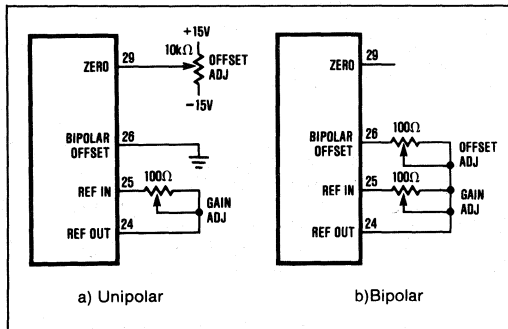 +15V
29
10kΩ
ZERO
OFFSET
ADJ
−15V
26
BIPOLAR
OFFSET
100Ω
25
REF IN
GAIN
ADJ
24
REF OUT
a) Unipolar
29
ZERO
100Ω
26
BIPOLAR
OFFSET
OFFSET
ADJ
100Ω
25
REF IN
GAIN
ADJ
24
REF OUT
b)Bipolar